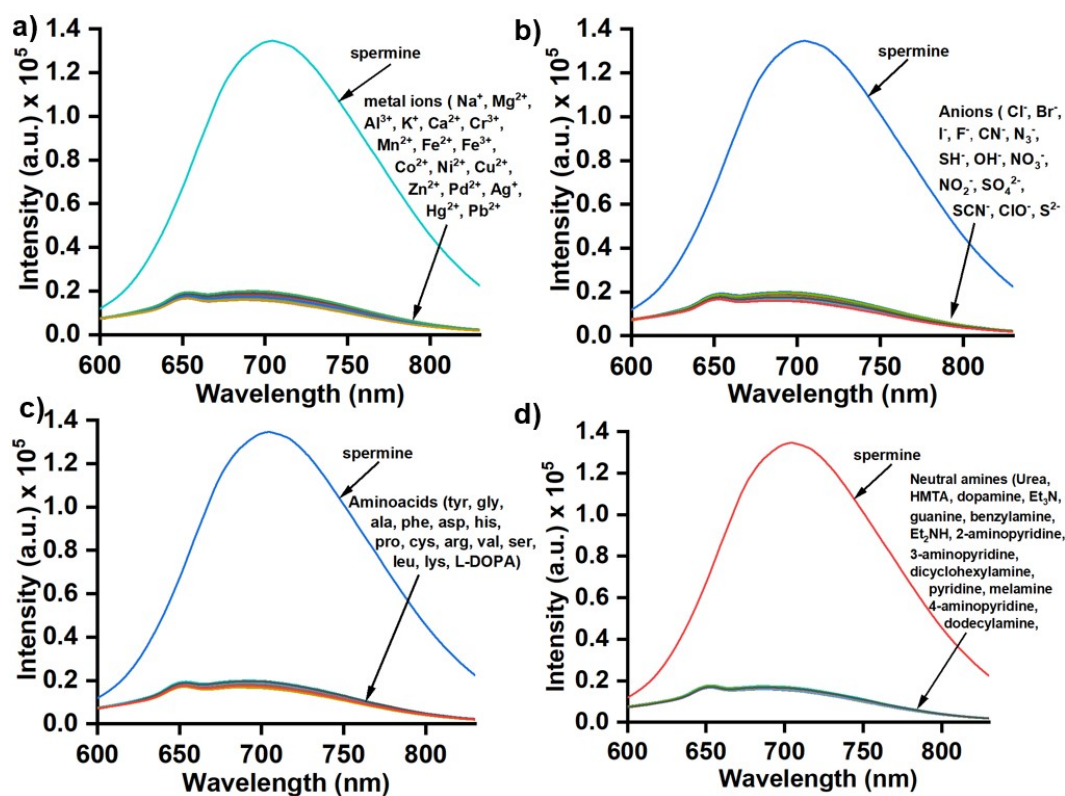 a)
Intensity (a.u.) x 10⁵
1.4
1.2
1.0
0.8
0.6
0.4
0.2
0.0
spermine
metal ions ( Na⁺, Mg²⁺,
Al³⁺, K⁺, Ca²⁺, Cr³⁺,
Mn²⁺, Fe²⁺, Fe³⁺,
Co²⁺, Ni²⁺, Cu²⁺,
Zn²⁺, Pd²⁺, Ag⁺,
Hg²⁺, Pb²⁺
600 650 700 750 800
Wavelength (nm)
b)
Intensity (a.u.) x 10⁵
1.4
1.2
1.0
0.8
0.6
0.4
0.2
0.0
spermine
Anions ( Cl⁻, Br⁻,
I⁻, F⁻, CN⁻, N₃⁻,
SH⁻, OH⁻, NO₃⁻,
NO₂⁻, SO₄²⁻,
SCN⁻, ClO⁻, S²⁻
600 650 700 750 800
Wavelength (nm)
c)
Intensity (a.u.) x 10⁵
1.4
1.2
1.0
0.8
0.6
0.4
0.2
0.0
spermine
Aminoacids (tyr, gly,
ala, phe, asp, his,
pro, cys, arg, val, ser,
leu, lys, L-DOPA)
600 650 700 750 800
Wavelength (nm)
d)
Intensity (a.u.) x 10⁵
1.4
1.2
1.0
0.8
0.6
0.4
0.2
0.0
spermine
Neutral amines (Urea,
HMTA, dopamine, Et₃N,
guanine, benzylamine,
Et₂NH, 2-aminopyridine,
3-aminopyridine,
dicyclohexylamine,
pyridine, melamine
4-aminopyridine,
dodecylamine,
600 650 700 750 800
Wavelength (nm)